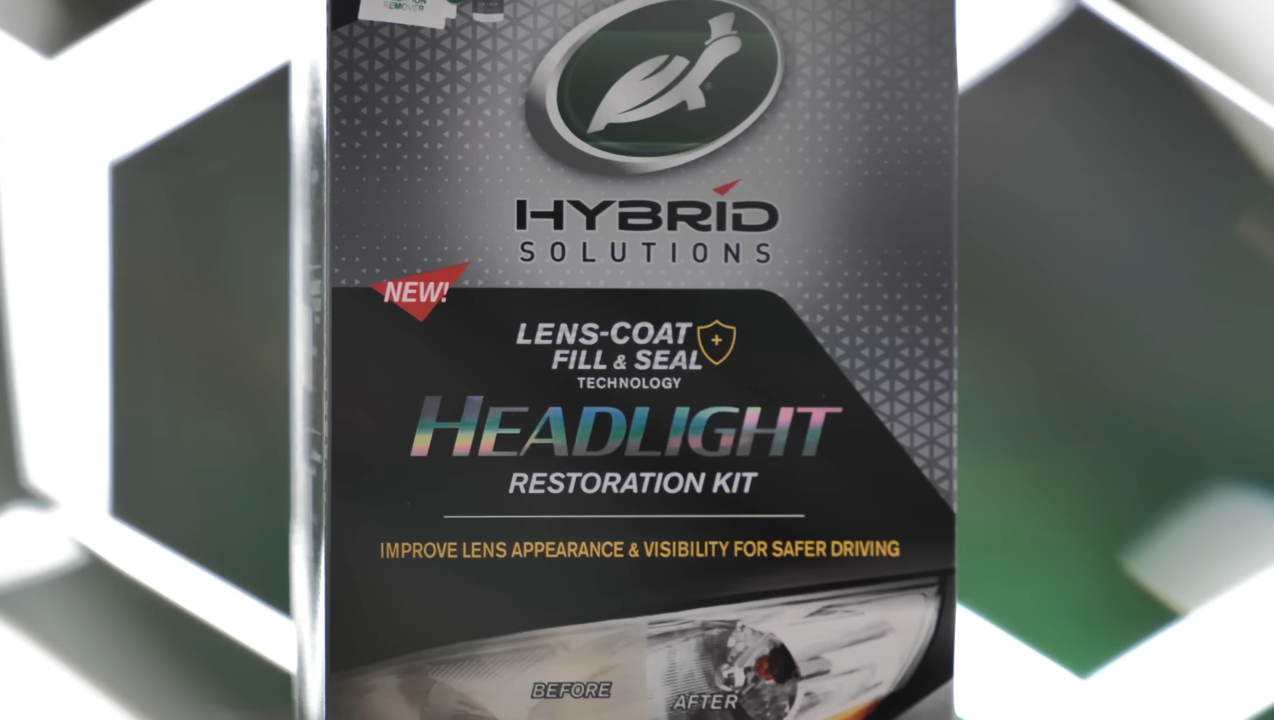 REMOVER
HYBRID
SOLUTIONS
NEW!
LENS-COAT
FILL & SEAL
TECHNOLOGY
HEADLIGHT
RESTORATION KIT
IMPROVE LENS APPEARANCE & VISIBILITY FOR SAFER DRIVING
BEFORE
AFTER